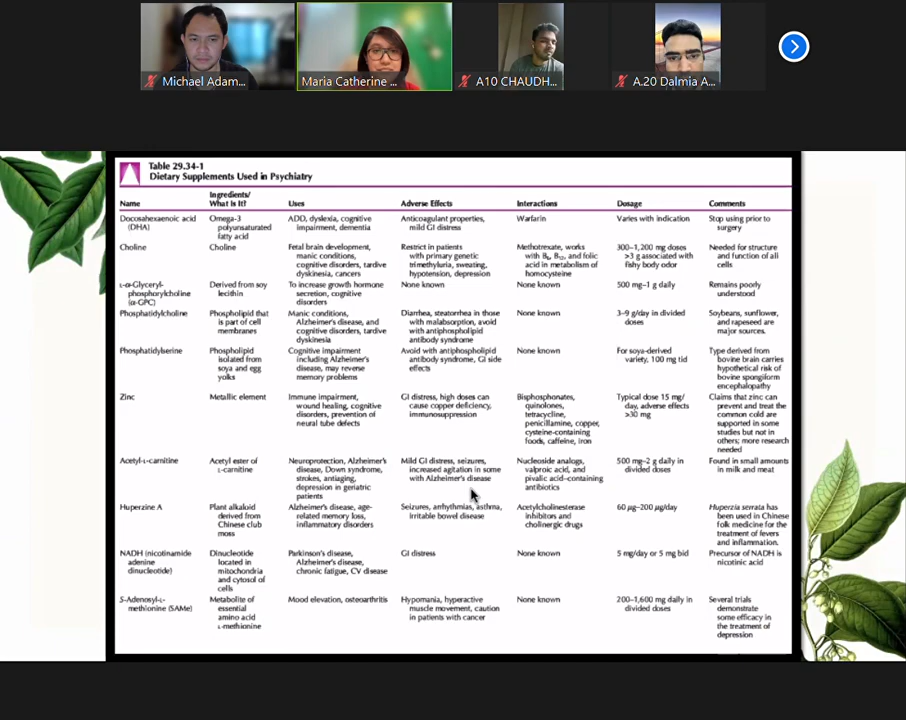 Michael Adam...
Maria Catherine ...
A10 CHAUDH...
A.20 Dalmia A...
Table 29.34-1
Dietary Supplements Used in Psychiatry
Name
Ingredients/
What is It?
Uses
Adverse Effects
Interactions
Dosage
Comments
Docosahexaenoic acid
(DHA)
Omega-3
polyunsaturated
fatty acid
ADD, dyslexia, cognitive
impairment, dementia
Anticoagulant properties,
mild GI distress
Warfarin
Varies with indication
Stop using prior to
surgery
Choline
Choline
Fetal brain development,
manic conditions,
cognitive disorders, tardive
dyskinesia, cancers
Restrict in patients
with primary genetic
trimethyluria, sweating,
hypotension, depression
Methotrexate, works
with B₆, B₁₂, and folic
acid in metabolism of
homocysteine
300–1,200 mg doses
>3 g associated with
fishy body odor
Needed for structure
and function of all
cells
L-α-Glyceryl-
phosphorylcholine
(α-GPC)
Derived from soy
lecithin
To increase growth hormone
secretion, cognitive
disorders
None known
None known
500 mg–1 g daily
Remains poorly
understood
Phosphatidylcholine
Phospholipid that
is part of cell
membranes
Manic conditions,
Alzheimer's disease, and
cognitive disorders, tardive
dyskinesia
Diarrhea, steatorrhea in those
with malabsorption, avoid
with antiphospholipid
antibody syndrome
None known
3–9 g/day in divided
doses
Soybeans, sunflower,
and rapeseed are
major sources.
Phosphatidylserine
Phospholipid
isolated from
soya and egg
yolks
Cognitive impairment
including Alzheimer's
disease, may reverse
memory problems
Avoid with antiphospholipid
antibody syndrome, GI side
effects
None known
For soya-derived
variety, 100 mg tid
Type derived from
bovine brain carries
hypothetical risk of
bovine spongiform
encephalopathy
Zinc
Metallic element
Immune impairment,
wound healing, cognitive
disorders, prevention of
neural tube defects
GI distress, high doses can
cause copper deficiency,
immunosuppression
Bisphosphonates,
quinolones,
tetracycline,
penicillamine, copper,
cysteine-containing
foods, caffeine, iron
Typical dose 15 mg/
day, adverse effects
>30 mg
Claims that zinc can
prevent and treat the
common cold are
supported in some
studies but not in
others; more research
needed
Acetyl-L-carnitine
Acetyl ester of
L-carnitine
Neuroprotection, Alzheimer's
disease, Down syndrome,
strokes, antiaging,
depression in geriatric
patients
Mild GI distress, seizures,
increased agitation in some
with Alzheimer's disease
Nucleoside analogs,
valproic acid, and
pivalic acid–containing
antibiotics
500 mg–2 g daily in
divided doses
Found in small amounts
in milk and meat
Huperzine A
Plant alkaloid
derived from
Chinese club
moss
Alzheimer's disease, age-
related memory loss,
inflammatory disorders
Seizures, arrhythmias, asthma,
irritable bowel disease
Acetylcholinesterase
inhibitors and
cholinergic drugs
60 μg–200 μg/day
Huperzia serrata has
been used in Chinese
folk medicine for the
treatment of fevers
and inflammation.
NADH (nicotinamide
adenine
dinucleotide)
Dinucleotide
located in
mitochondria
and cytosol of
cells
Parkinson's disease,
Alzheimer's disease,
chronic fatigue, CV disease
GI distress
None known
5 mg/day or 5 mg bid
Precursor of NADH is
nicotinic acid
S-Adenosyl-L-
methionine (SAMe)
Metabolite of
essential
amino acid
L-methionine
Mood elevation, osteoarthritis
Hypomania, hyperactive
muscle movement, caution
in patients with cancer
None known
200–1,600 mg daily in
divided doses
Several trials
demonstrate
some efficacy in
the treatment of
depression